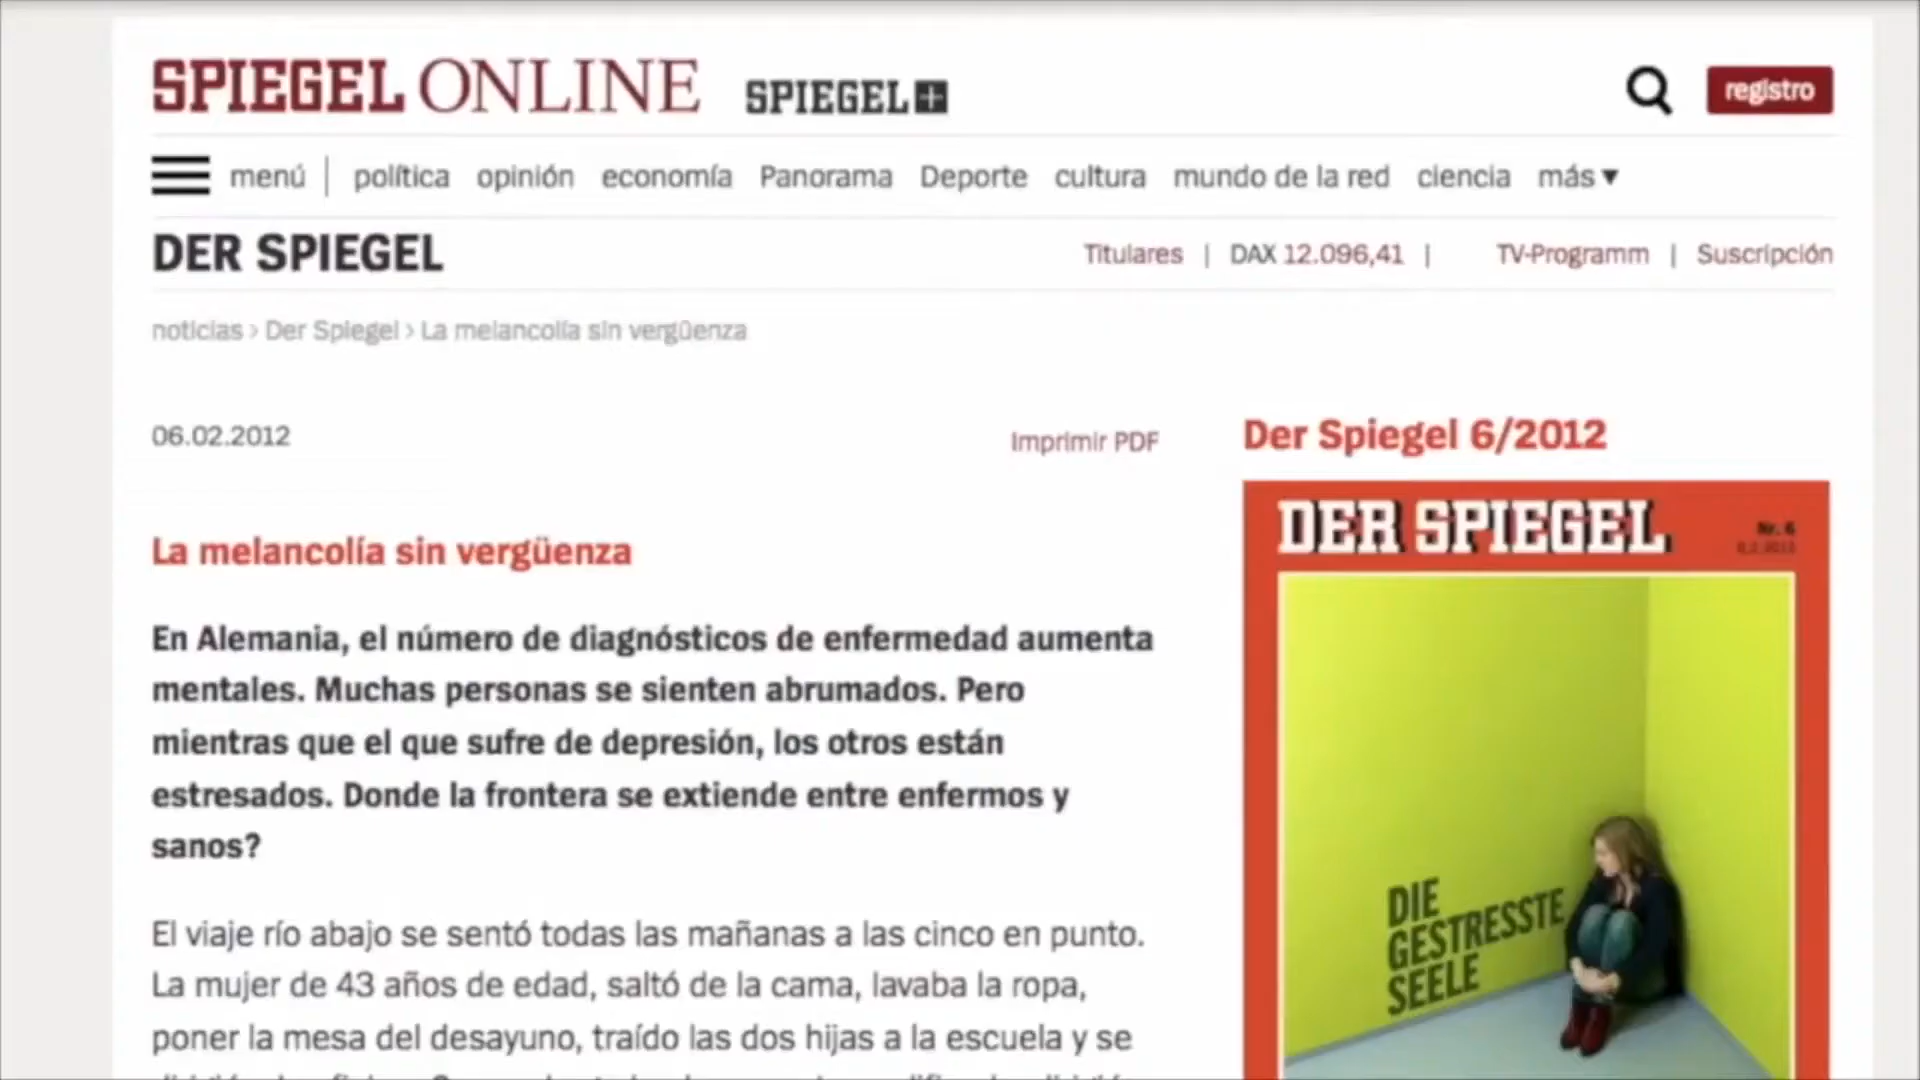 SPIEGEL ONLINE SPIEGEL+ registro
menú | política opinión economía Panorama Deporte cultura mundo de la red ciencia más ▼
DER SPIEGEL Titulares | DAX 12.096,41 | TV-Programm | Suscripción
noticias › Der Spiegel › La melancolía sin vergüenza
06.02.2012 Imprimir PDF
La melancolía sin vergüenza
En Alemania, el número de diagnósticos de enfermedad aumenta
mentales. Muchas personas se sienten abrumados. Pero
mientras que el que sufre de depresión, los otros están
estresados. Donde la frontera se extiende entre enfermos y
sanos?
El viaje río abajo se sentó todas las mañanas a las cinco en punto.
La mujer de 43 años de edad, saltó de la cama, lavaba la ropa,
poner la mesa del desayuno, traído las dos hijas a la escuela y se
Der Spiegel 6/2012
DER SPIEGEL
Nr. 6
DIE
GESTRESSTE
SEELE